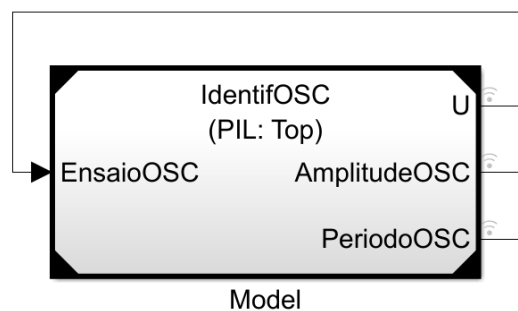 IdentifOSC
(PIL: Top)
U
EnsaioOSC
AmplitudeOSC
PeriodoOSC
Model